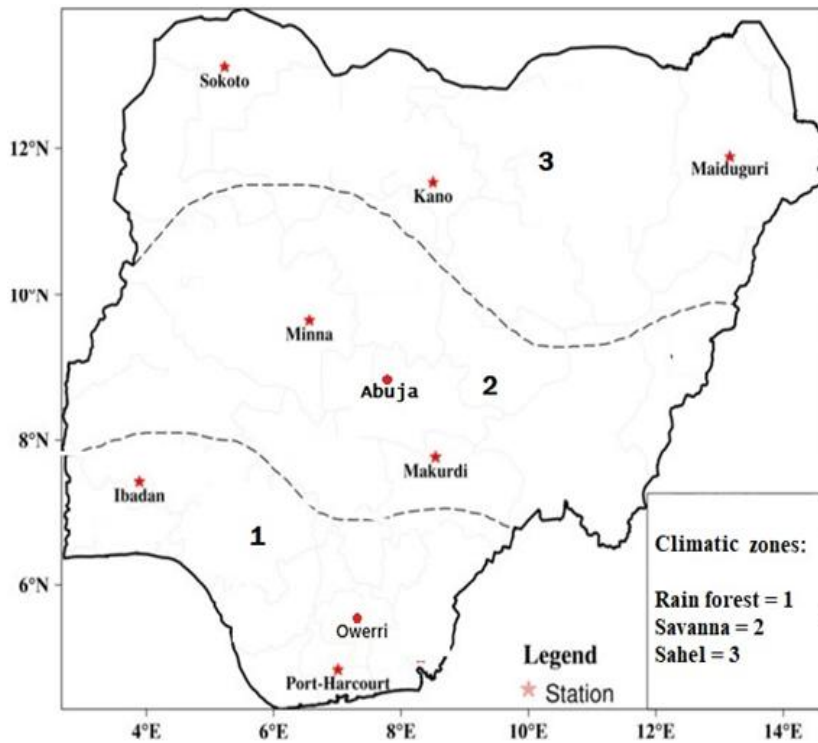 Sokoto
12°N
3
Maiduguri
Kano
10°N
Minna
2
Abuja
8°N
Makurdi
Ibadan
1
Climatic zones:
6°N
Rain forest = 1
Owerri
Savanna = 2
Legend
Sahel = 3
Port-Harcourt
Station
4°E
6°E
8°E
10°E
12°E
14°E